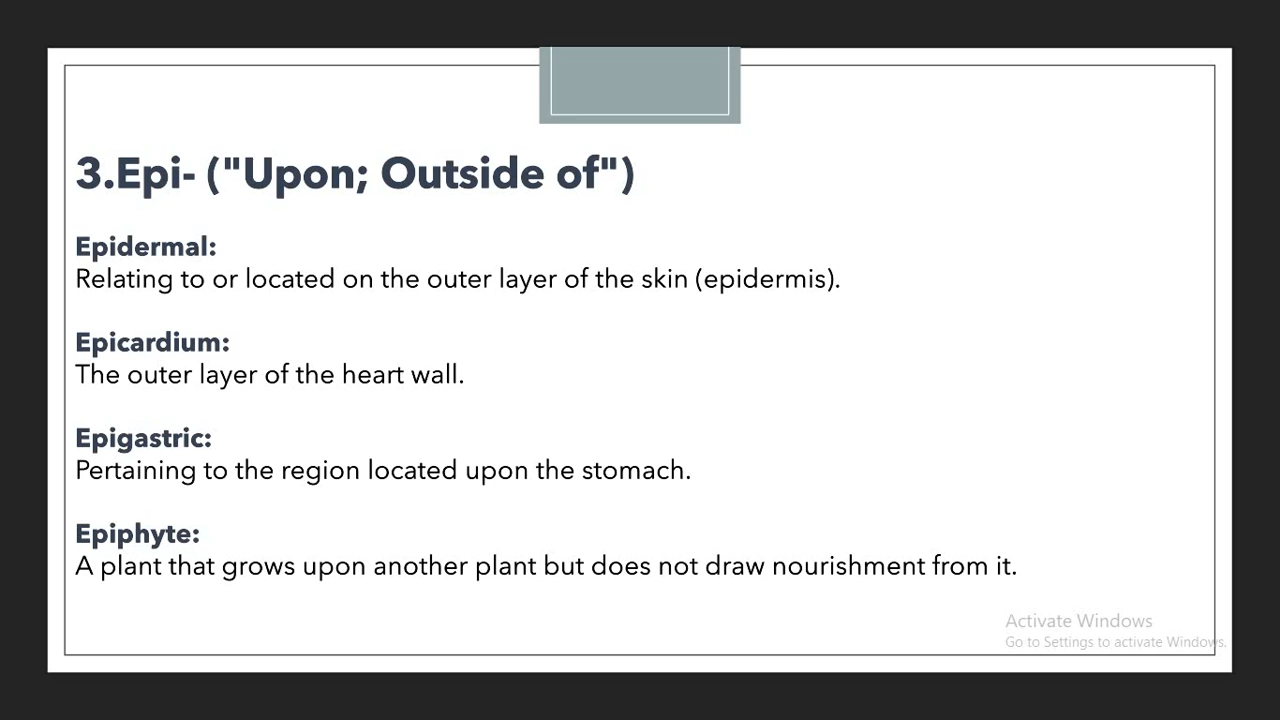 3.Epi- ("Upon; Outside of")
Epidermal:
Relating to or located on the outer layer of the skin (epidermis).
Epicardium:
The outer layer of the heart wall.
Epigastric:
Pertaining to the region located upon the stomach.
Epiphyte:
A plant that grows upon another plant but does not draw nourishment from it.
Activate Windows
Go to Settings to activate Windows.